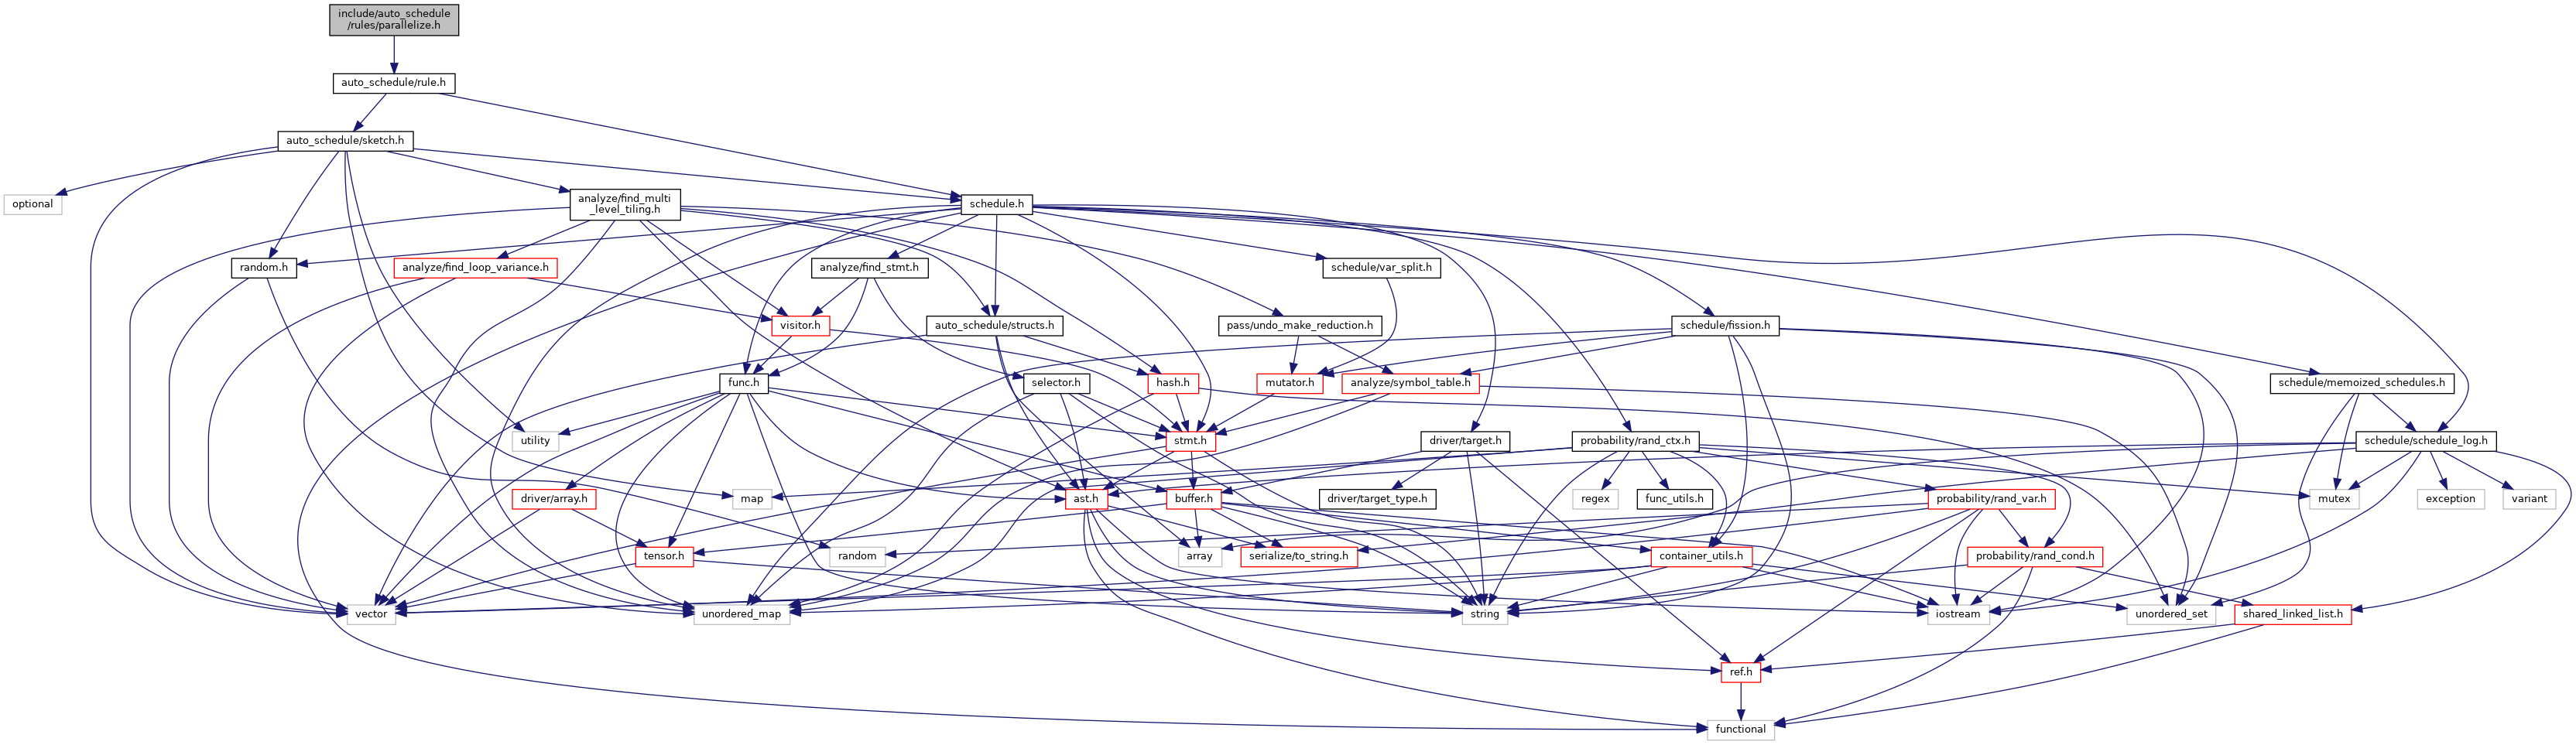 include/auto_schedule
/rules/parallelize.h
auto_schedule/rule.h
auto_schedule/sketch.h
optional
analyze/find_multi
_level_tiling.h
schedule.h
random.h
analyze/find_loop_variance.h
analyze/find_stmt.h
schedule/var_split.h
visitor.h
auto_schedule/structs.h
pass/undo_make_reduction.h
schedule/fission.h
func.h
selector.h
hash.h
mutator.h
analyze/symbol_table.h
schedule/memoized_schedules.h
utility
stmt.h
driver/target.h
probability/rand_ctx.h
schedule/schedule_log.h
driver/array.h
map
ast.h
buffer.h
driver/target_type.h
regex
func_utils.h
probability/rand_var.h
mutex
exception
variant
tensor.h
random
array
serialize/to_string.h
container_utils.h
probability/rand_cond.h
vector
unordered_map
string
iostream
unordered_set
shared_linked_list.h
ref.h
functional